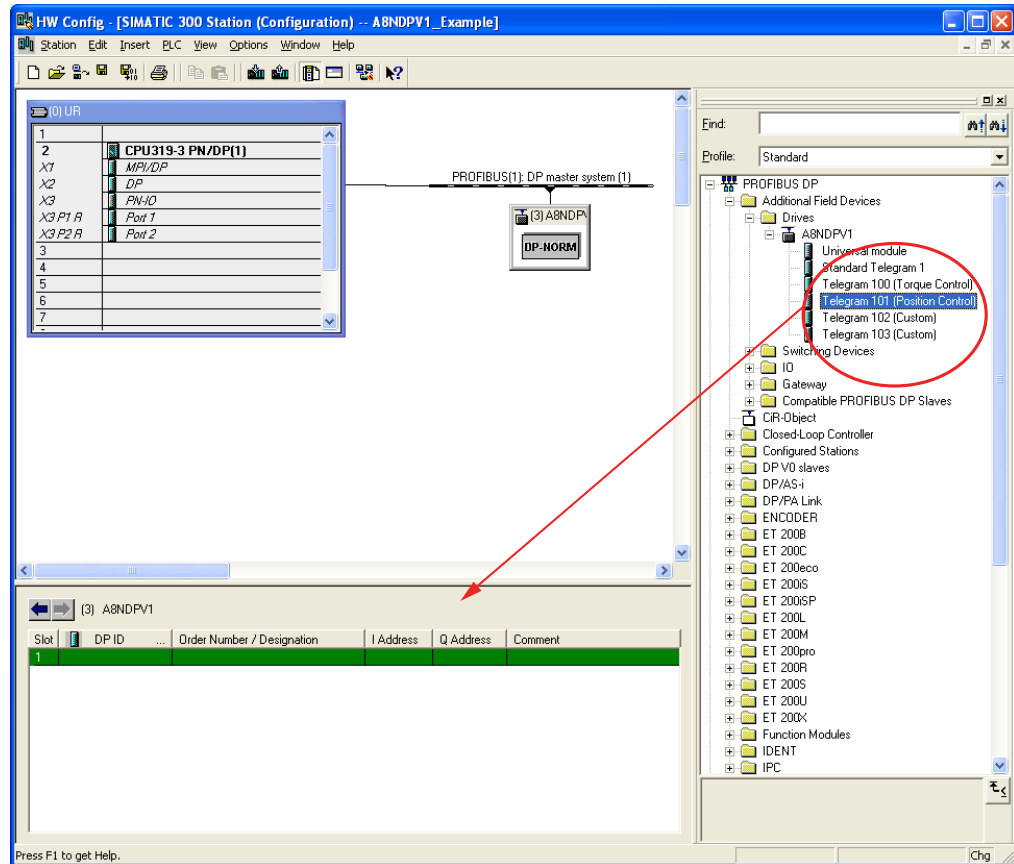 HW Config - [SIMATIC 300 Station (Configuration) -- A8NDPV1_Example]
Station Edit Insert PLC View Options Window Help
(0) UR
1
2 CPU319-3 PN/DP(1)
X1 MPI/DP
X2 DP
X3 PN-IO
X3 P1 R Port 1
X3 P2 R Port 2
3
4
5
6
7
PROFIBUS(1): DP master system (1)
(3) A8NDPV
DP-NORM
Find:
Profile: Standard
PROFIBUS DP
Additional Field Devices
Drives
A8NDPV1
Universal module
Standard Telegram 1
Telegram 100 (Torque Control)
Telegram 101 (Position Control)
Telegram 102 (Custom)
Telegram 103 (Custom)
Switching Devices
IO
Gateway
Compatible PROFIBUS DP Slaves
CiR-Object
Closed-Loop Controller
Configured Stations
DP V0 slaves
DP/AS-i
DP/PA Link
ENCODER
ET 200B
ET 200C
ET 200eco
ET 200iS
ET 200iSP
ET 200L
ET 200M
ET 200pro
ET 200R
ET 200S
ET 200U
ET 200X
Function Modules
IDENT
IPC
(3) A8NDPV1
Slot DP ID ... Order Number / Designation I Address Q Address Comment
1
Press F1 to get Help.
Chg